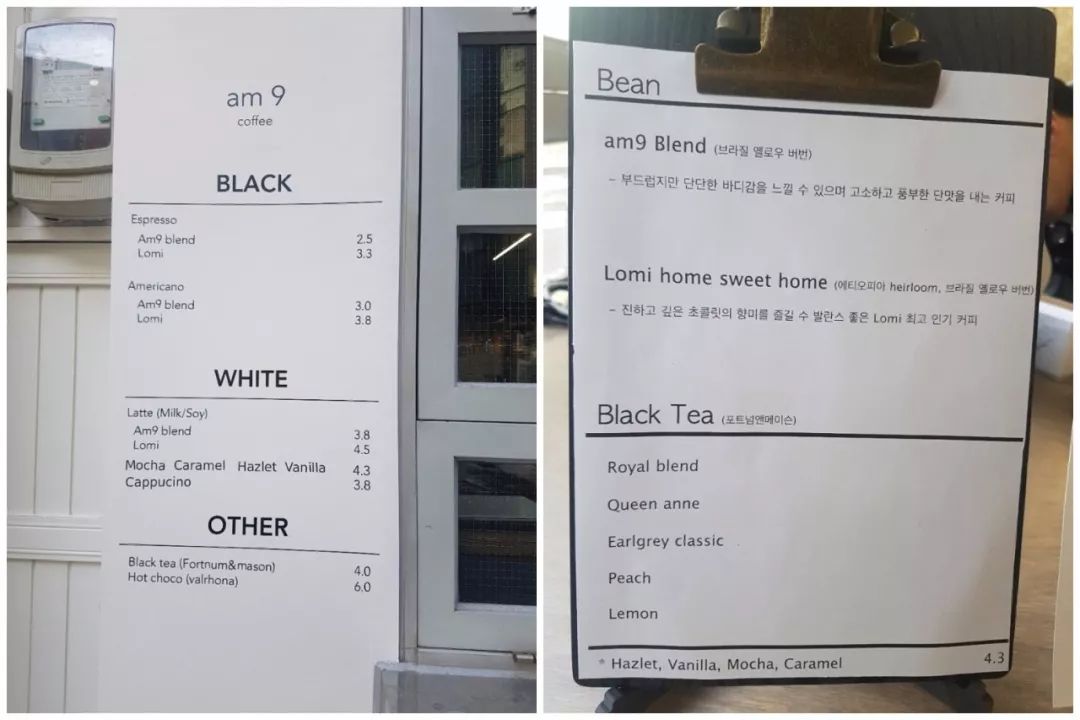 am 9
coffee
BLACK
Espresso
Am9 blend 2.5
Lomi 3.3
Americano
Am9 blend 3.0
Lomi 3.8
WHITE
Latte (Milk/Soy)
Am9 blend 3.8
Lomi 4.5
Mocha Caramel Hazlet Vanilla 4.3
Cappucino 3.8
OTHER
Black tea (Fortnum&mason) 4.0
Hot choco (valrhona) 6.0
Bean
am9 Blend (브라질 옐로우 버번)
- 부드럽지만 단단한 바디감을 느낄 수 있으며 고소하고 풍부한 단맛을 내는 커피
Lomi home sweet home (에티오피아 heirloom, 브라질 옐로우 버번)
- 진하고 깊은 초콜릿의 향미를 즐길 수 발란스 좋은 Lomi 최고 인기 커피
Black Tea (포트넘앤메이슨)
Royal blend
Queen anne
Earlgrey classic
Peach
Lemon
* Hazlet, Vanilla, Mocha, Caramel 4.3